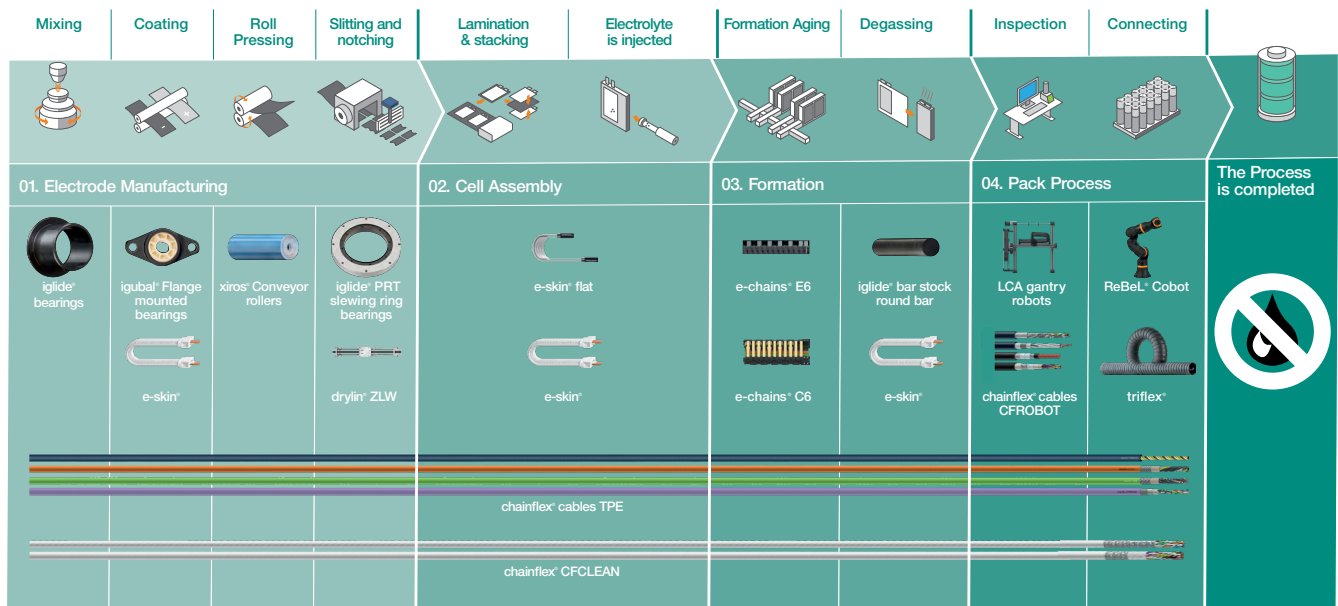 Mixing
Coating
Roll
Pressing
Slitting and
notching
Lamination
& stacking
Electrolyte
is injected
Formation Aging
Degassing
Inspection
Connecting
01. Electrode Manufacturing
02. Cell Assembly
03. Formation
04. Pack Process
The Process
is completed
iglide®
bearings
igubal® Flange
mounted
bearings
xiros® Conveyor
rollers
iglide® PRT
slewing ring
bearings
e-skin® flat
e-chains® E6
iglide® bar stock
round bar
LCA gantry
robots
ReBeL® Cobot
e-skin®
drylin® ZLW
e-skin®
e-chains® C6
e-skin®
chainflex® cables
CFROBOT
triflex®
chainflex® cables TPE
chainflex® CFCLEAN